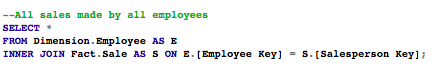 --All sales made by all employees
SELECT *
FROM Dimension.Employee AS E
INNER JOIN Fact.Sale AS S ON E.[Employee Key] = S.[Salesperson Key];